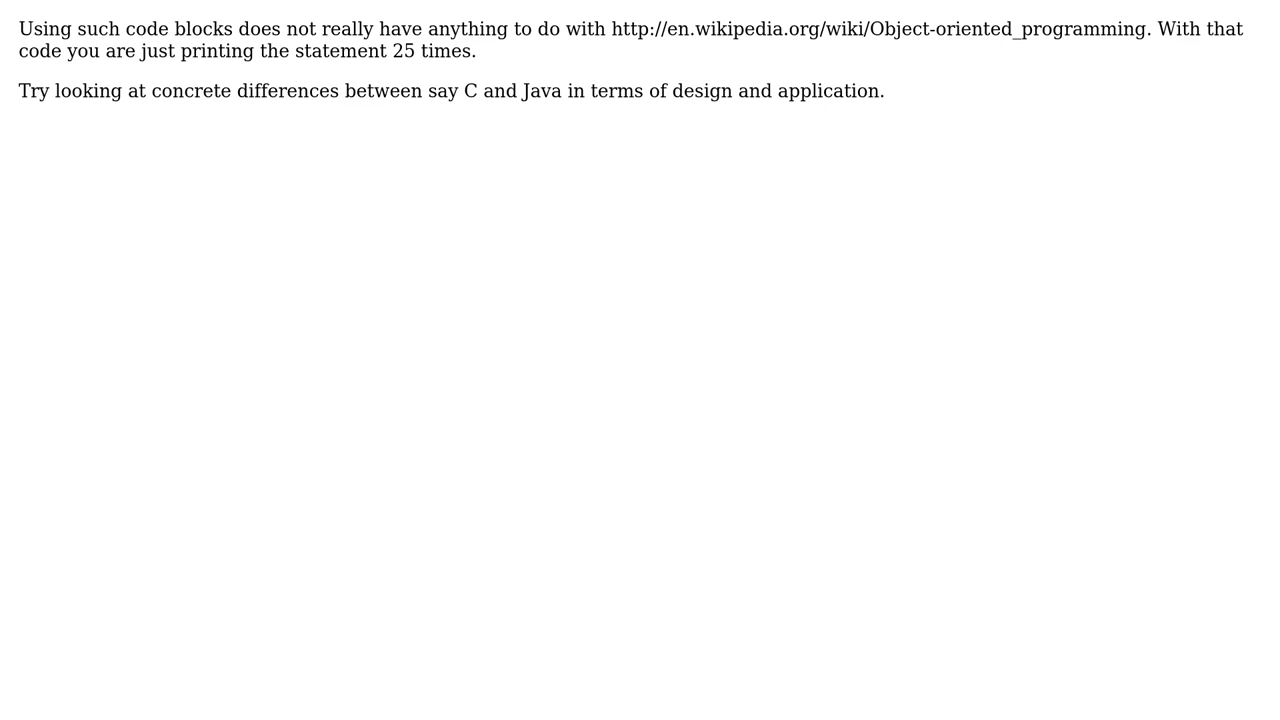 Using such code blocks does not really have anything to do with http://en.wikipedia.org/wiki/Object-oriented_programming. With that
code you are just printing the statement 25 times.
Try looking at concrete differences between say C and Java in terms of design and application.